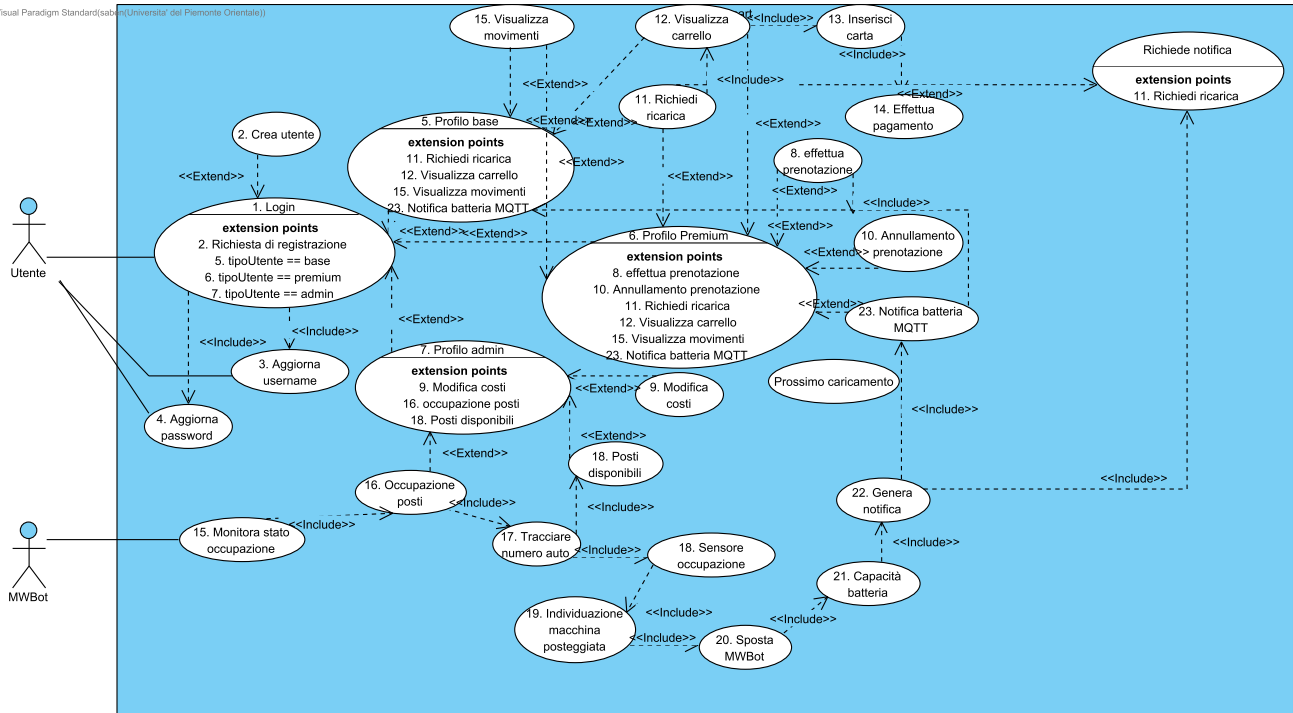 Visual Paradigm Standard(saben(Universita' del Piemonte Orientale))
15. Visualizza
movimenti
12. Visualizza
carrello
<<Include>>
13. Inserisci
carta
<<Include>>
Richiede notifica
extension points
11. Richiedi ricarica
<<Extend>>
<<Include>>
11. Richiedi
ricarica
<<Extend>>
14. Effettua
pagamento
2. Crea utente
5. Profilo base
extension points
11. Richiedi ricarica
12. Visualizza carrello
15. Visualizza movimenti
23. Notifica batteria MQTT
<<Extend>>
<<Extend>>
<<Extend>>
<<Extend>>
8. effettua
prenotazione
<<Extend>>
<<Extend>>
<<Extend>>
<<Include>>
1. Login
extension points
2. Richiesta di registrazione
5. tipoUtente == base
6. tipoUtente == premium
7. tipoUtente == admin
Utente
<<Extend>>
<<Extend>>
6. Profilo Premium
extension points
8. effettua prenotazione
10. Annullamento prenotazione
11. Richiedi ricarica
12. Visualizza carrello
15. Visualizza movimenti
23. Notifica batteria MQTT
10. Annullamento
prenotazione
<<Extend>>
<<Extend>>
23. Notifica batteria
MQTT
<<Include>>
<<Include>>
<<Extend>>
3. Aggiorna
username
4. Aggiorna
password
7. Profilo admin
extension points
9. Modifica costi
16. occupazione posti
18. Posti disponibili
<<Extend>>
9. Modifica
costi
Prossimo caricamento
<<Include>>
<<Extend>>
<<Extend>>
18. Posti
disponibili
16. Occupazione
posti
<<Include>>
<<Include>>
<<Include>>
22. Genera
notifica
<<Include>>
15. Monitora stato
occupazione
MWBot
17. Tracciare
numero auto
<<Include>>
18. Sensore
occupazione
<<Include>>
21. Capacità
batteria
19. Individuazione
macchina
posteggiata
<<Include>>
<<Include>>
20. Sposta
MWBot
<<Include>>